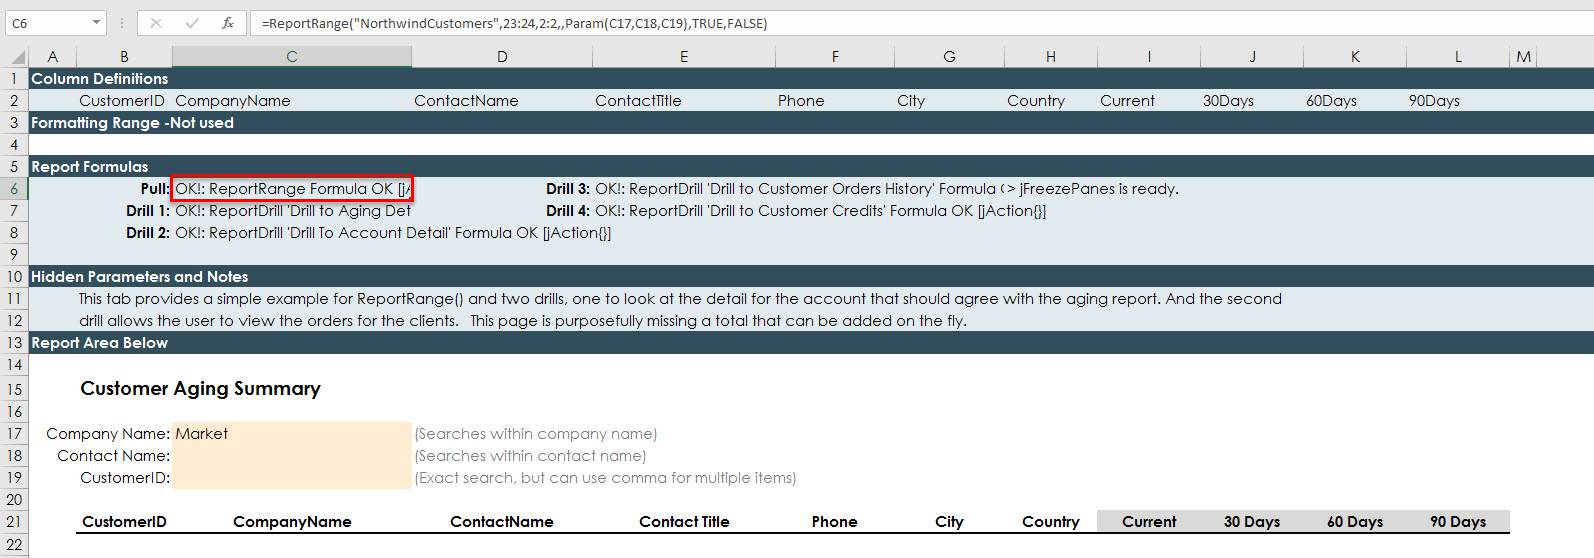 C6 fx =ReportRange("NorthwindCustomers",23:24,2:2,,Param(C17,C18,C19),TRUE,FALSE)
A B C D E F G H I J K L M
1 Column Definitions
2 CustomerID CompanyName ContactName ContactTitle Phone City Country Current 30Days 60Days 90Days
3 Formatting Range -Not used
4
5 Report Formulas
6 Pull: OK!: ReportRange Formula OK [jA Drill 3: OK!: ReportDrill 'Drill to Customer Orders History' Formula O > jFreezePanes is ready.
7 Drill 1: OK!: ReportDrill 'Drill to Aging Det Drill 4: OK!: ReportDrill 'Drill to Customer Credits' Formula OK [jAction{}]
8 Drill 2: OK!: ReportDrill 'Drill To Account Detail' Formula OK [jAction{}]
9
10 Hidden Parameters and Notes
11 This tab provides a simple example for ReportRange() and two drills, one to look at the detail for the account that should agree with the aging report. And the second
12 drill allows the user to view the orders for the clients. This page is purposefully missing a total that can be added on the fly.
13 Report Area Below
14
15 Customer Aging Summary
16
17 Company Name: Market (Searches within company name)
18 Contact Name: (Searches within contact name)
19 CustomerID: (Exact search, but can use comma for multiple items)
20
21 CustomerID CompanyName ContactName Contact Title Phone City Country Current 30 Days 60 Days 90 Days
22